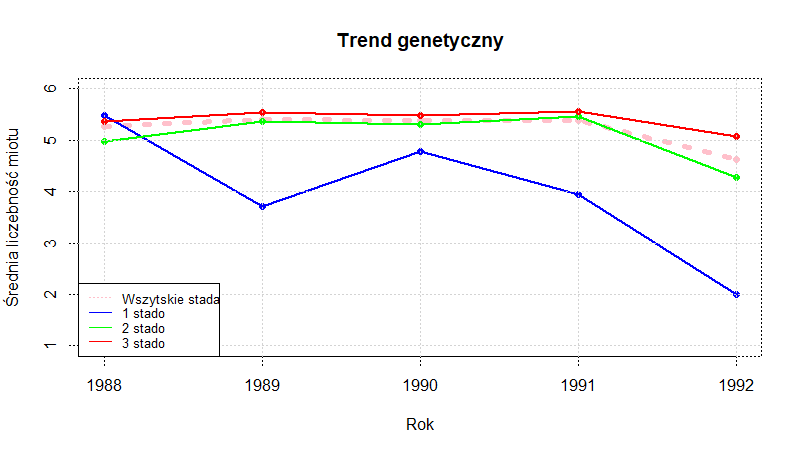 Trend genetyczny
Średnia liczebność miotu
6
5
4
3
2
1
Wszytskie stada
1 stado
2 stado
3 stado
1988 1989 1990 1991 1992
Rok